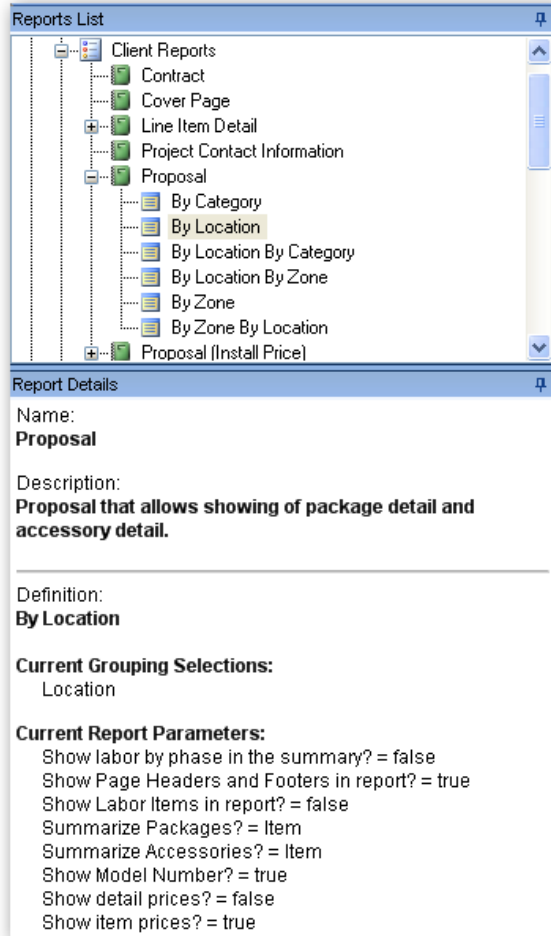 Reports List
Client Reports
Contract
Cover Page
Line Item Detail
Project Contact Information
Proposal
By Category
By Location
By Location By Category
By Location By Zone
By Zone
By Zone By Location
Proposal (Install Price)
Report Details
Name:
Proposal
Description:
Proposal that allows showing of package detail and
accessory detail.
Definition:
By Location
Current Grouping Selections:
Location
Current Report Parameters:
Show labor by phase in the summary? = false
Show Page Headers and Footers in report? = true
Show Labor Items in report? = false
Summarize Packages? = Item
Summarize Accessories? = Item
Show Model Number? = true
Show detail prices? = false
Show item prices? = true